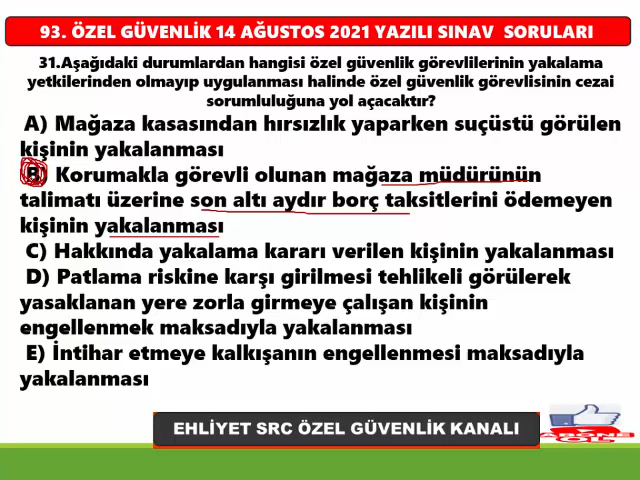 93. ÖZEL GÜVENLİK 14 AĞUSTOS 2021 YAZILI SINAV SORULARI
31.Aşağıdaki durumlardan hangisi özel güvenlik görevlilerinin yakalama
yetkilerinden olmayıp uygulanması halinde özel güvenlik görevlisinin cezai
sorumluluğuna yol açacaktır?
A) Mağaza kasasından hırsızlık yaparken suçüstü görülen
kişinin yakalanması
B) Korumakla görevli olunan mağaza müdürünün
talimatı üzerine son altı aydır borç taksitlerini ödemeyen
kişinin yakalanması
C) Hakkında yakalama kararı verilen kişinin yakalanması
D) Patlama riskine karşı girilmesi tehlikeli görülerek
yasaklanan yere zorla girmeye çalışan kişinin
engellenmek maksadıyla yakalanması
E) İntihar etmeye kalkışanın engellenmesi maksadıyla
yakalanması
EHLİYET SRC ÖZEL GÜVENLİK KANALI
ABONE
OL